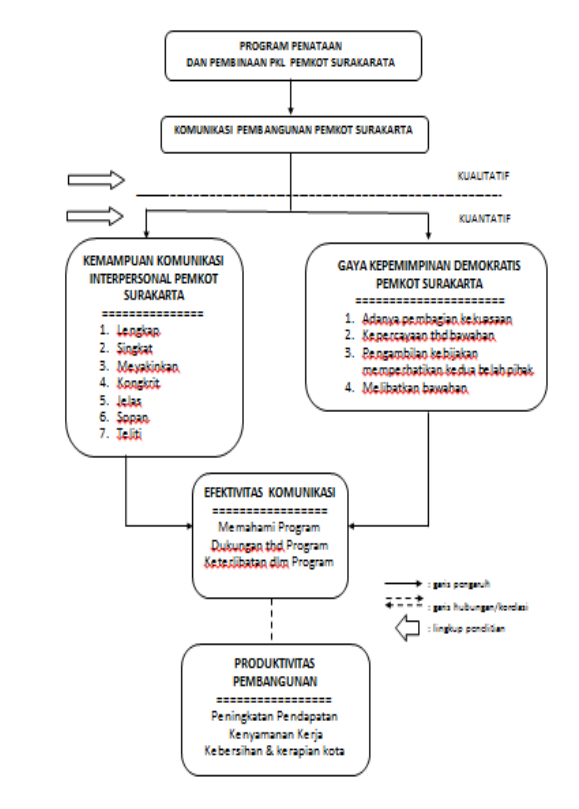 PROGRAM PENATAAN
DAN PEMBINAAN PKL PEMKOT SURAKARATA
KOMUNIKASI PEMBANGUNAN PEMKOT SURAKARTA
KUALITATIF
KUANTATIF
KEMAMPUAN KOMUNIKASI
INTERPERSONAL PEMKOT
SURAKARTA
===============
1. Lengkap
2. Singkat
3. Meyakinkan
4. Kongkrit
5. Jelas
6. Sopan
7. Teliti
GAYA KEPEMIMPINAN DEMOKRATIS
PEMKOT SURAKARTA
======================
1. Adanya pembagian kekuasaan
2. Kepercayaan thd bawahan
3. Pengambilan kebijakan
memperhatikan kedua belah pihak
4. Melibatkan bawahan
EFEKTIVITAS KOMUNIKASI
=================
Memahami Program
Dukungan thd Program
Keterlibatan dlm Program
: garis pengaruh
: garis hubungan/korelasi
: lingkup penelitian
PRODUKTIVITAS
PEMBANGUNAN
=================
Peningkatan Pendapatan
Kenyamanan Kerja
Kebersihan & kerapian kota